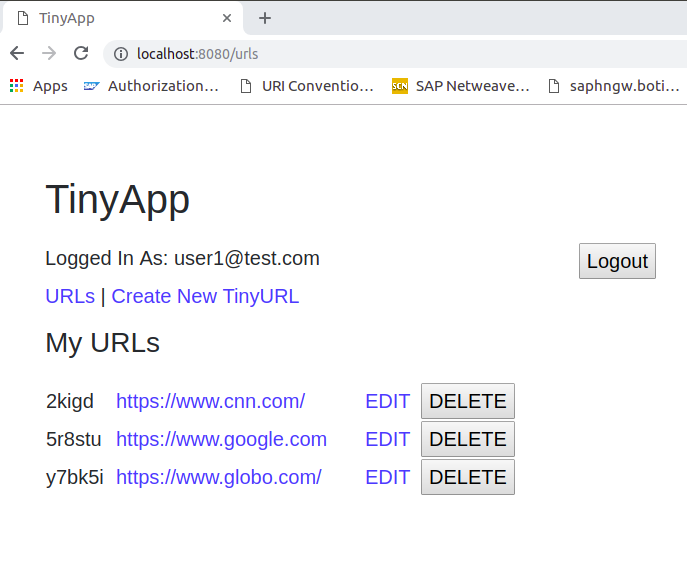 TinyApp
localhost:8080/urls
Apps SAP Authorization… URI Conventio… SCN SAP Netweave… saphngw.boti…
TinyApp
Logged In As: user1@test.com Logout
URLs | Create New TinyURL
My URLs
2kigd https://www.cnn.com/ EDIT DELETE
5r8stu https://www.google.com EDIT DELETE
y7bk5i https://www.globo.com/ EDIT DELETE